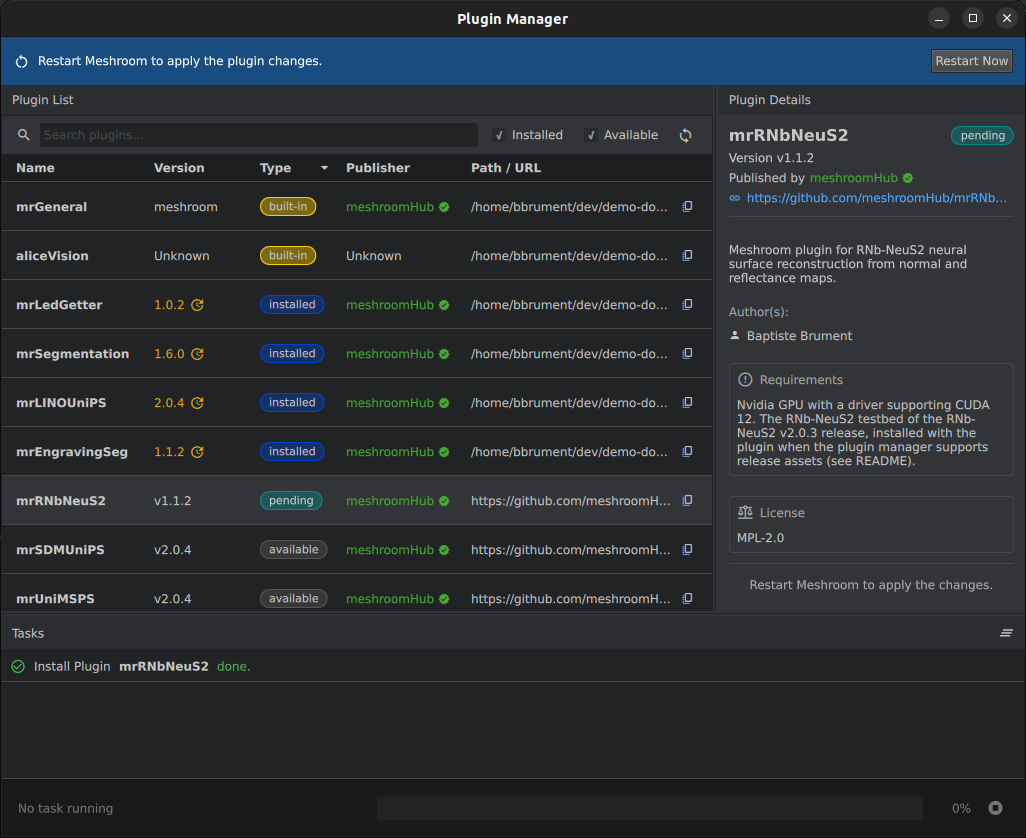 Plugin Manager
Restart Meshroom to apply the plugin changes.
Restart Now
Plugin List
Search plugins...
Installed
Available
Name Version Type Publisher Path / URL
mrGeneral meshroom built-in meshroomHub /home/bbrument/dev/demo-do...
aliceVision Unknown built-in Unknown /home/bbrument/dev/demo-do...
mrLedGetter 1.0.2 installed meshroomHub /home/bbrument/dev/demo-do...
mrSegmentation 1.6.0 installed meshroomHub /home/bbrument/dev/demo-do...
mrLINOUniPS 2.0.4 installed meshroomHub /home/bbrument/dev/demo-do...
mrEngravingSeg 1.1.2 installed meshroomHub /home/bbrument/dev/demo-do...
mrRNbNeuS2 v1.1.2 pending meshroomHub https://github.com/meshroomH...
mrSDMUniPS v2.0.4 available meshroomHub https://github.com/meshroomH...
mrUniMSPS v2.0.4 available meshroomHub https://github.com/meshroomH...
Plugin Details
mrRNbNeuS2 pending
Version v1.1.2
Published by meshroomHub
https://github.com/meshroomHub/mrRNb...
Meshroom plugin for RNb-NeuS2 neural
surface reconstruction from normal and
reflectance maps.
Author(s):
Baptiste Brument
Requirements
Nvidia GPU with a driver supporting CUDA
12. The RNb-NeuS2 testbed of the RNb-
NeuS2 v2.0.3 release, installed with the
plugin when the plugin manager supports
release assets (see README).
License
MPL-2.0
Restart Meshroom to apply the changes.
Tasks
Install Plugin mrRNbNeuS2 done.
No task running
0%